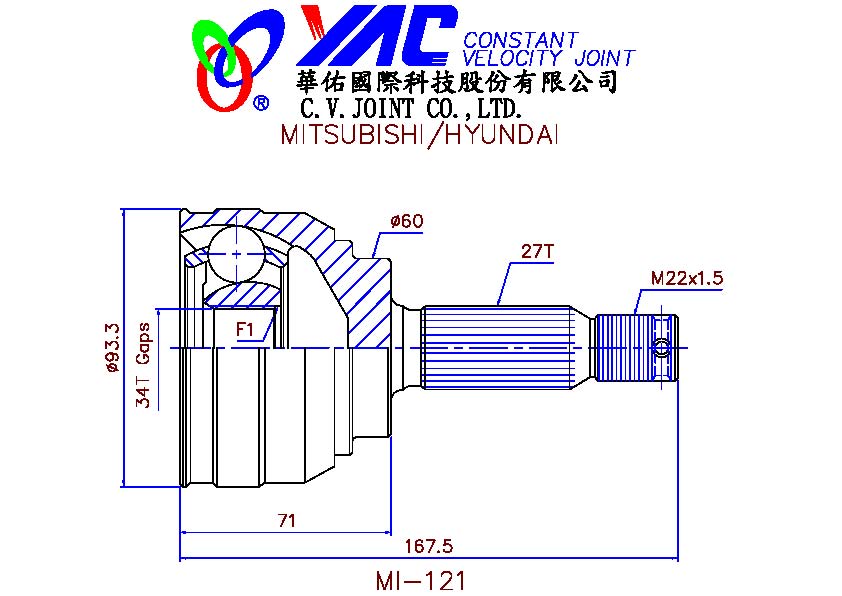 YAC CONSTANT
VELOCITY JOINT
®
華佑國際科技股份有限公司
C.V.JOINT CO.,LTD.
MITSUBISHI/HYUNDAI
ø60
27T
M22x1.5
F1
ø93.3
34T Gaps
71
167.5
MI-121